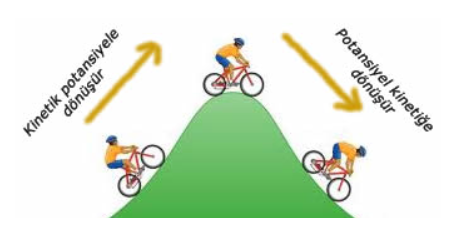 Kinetik potansiyele
dönüşür
Potansiyel kinetiğe
dönüşür